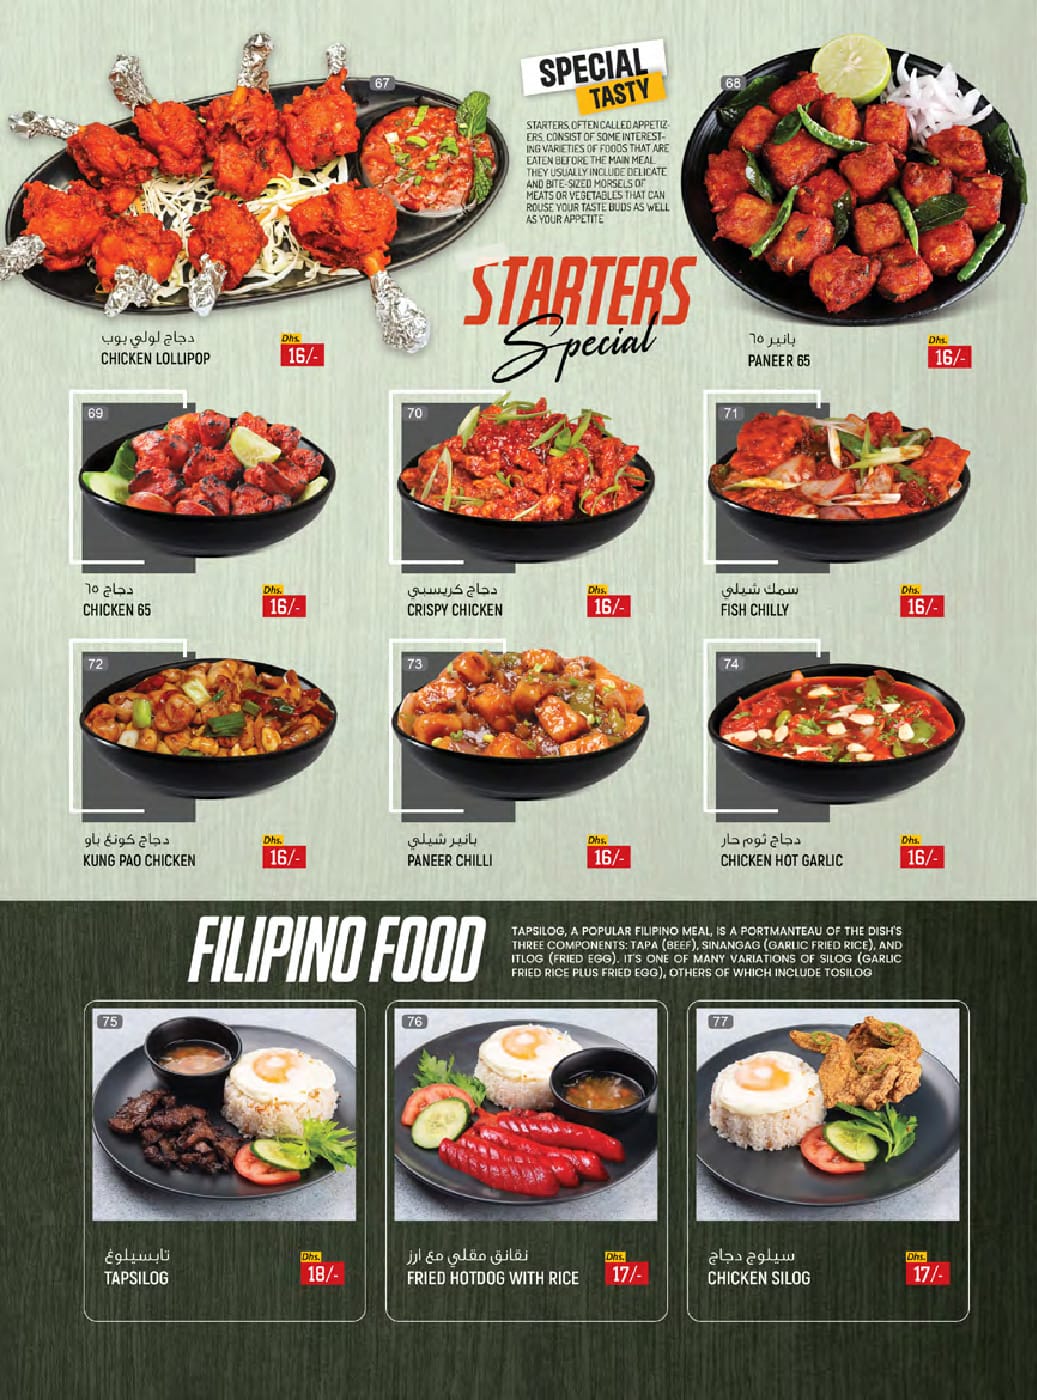 67
SPECIAL
TASTY
STARTERS, OFTEN CALLED APPETIZ-
ERS, CONSIST OF SOME INTEREST-
ING VARIETIES OF FOODS THAT ARE
EATEN BEFORE THE MAIN MEAL.
THEY USUALLY INCLUDE DELICATE
AND BITE-SIZED MORSELS OF
MEATS OR VEGETABLES THAT CAN
ROUSE YOUR TASTE BUDS AS WELL
AS YOUR APPETITE
68
STARTERS
Special
دجاج لولي بوب
CHICKEN LOLLIPOP
Dhs.
16/-
بانير ٦٥
PANEER 65
Dhs.
16/-
69
دجاج ٦٥
CHICKEN 65
Dhs.
16/-
70
دجاج كريسبي
CRISPY CHICKEN
Dhs.
16/-
71
سمك شيلي
FISH CHILLY
Dhs.
16/-
72
دجاج كونغ باو
KUNG PAO CHICKEN
Dhs.
16/-
73
بانير شيلي
PANEER CHILLI
Dhs.
16/-
74
دجاج ثوم حار
CHICKEN HOT GARLIC
Dhs.
16/-
FILIPINO FOOD
TAPSILOG, A POPULAR FILIPINO MEAL, IS A PORTMANTEAU OF THE DISH'S
THREE COMPONENTS: TAPA (BEEF), SINANGAG (GARLIC FRIED RICE), AND
ITLOG (FRIED EGG). IT'S ONE OF MANY VARIATIONS OF SILOG (GARLIC
FRIED RICE PLUS FRIED EGG), OTHERS OF WHICH INCLUDE TOSILOG
75
تابسيلوغ
TAPSILOG
Dhs.
18/-
76
نقانق مقلي مع ارز
FRIED HOTDOG WITH RICE
Dhs.
17/-
77
سيلوج دجاج
CHICKEN SILOG
Dhs.
17/-